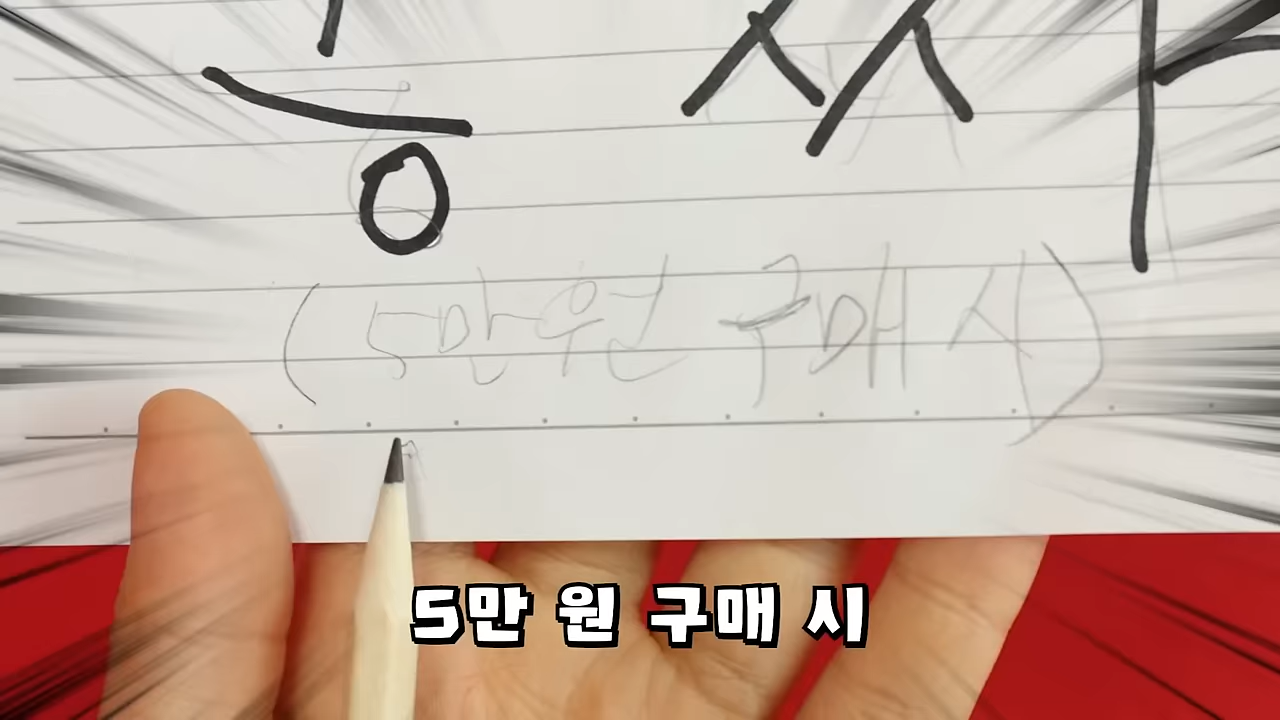 (5만원 구매 시)
5만 원 구매 시